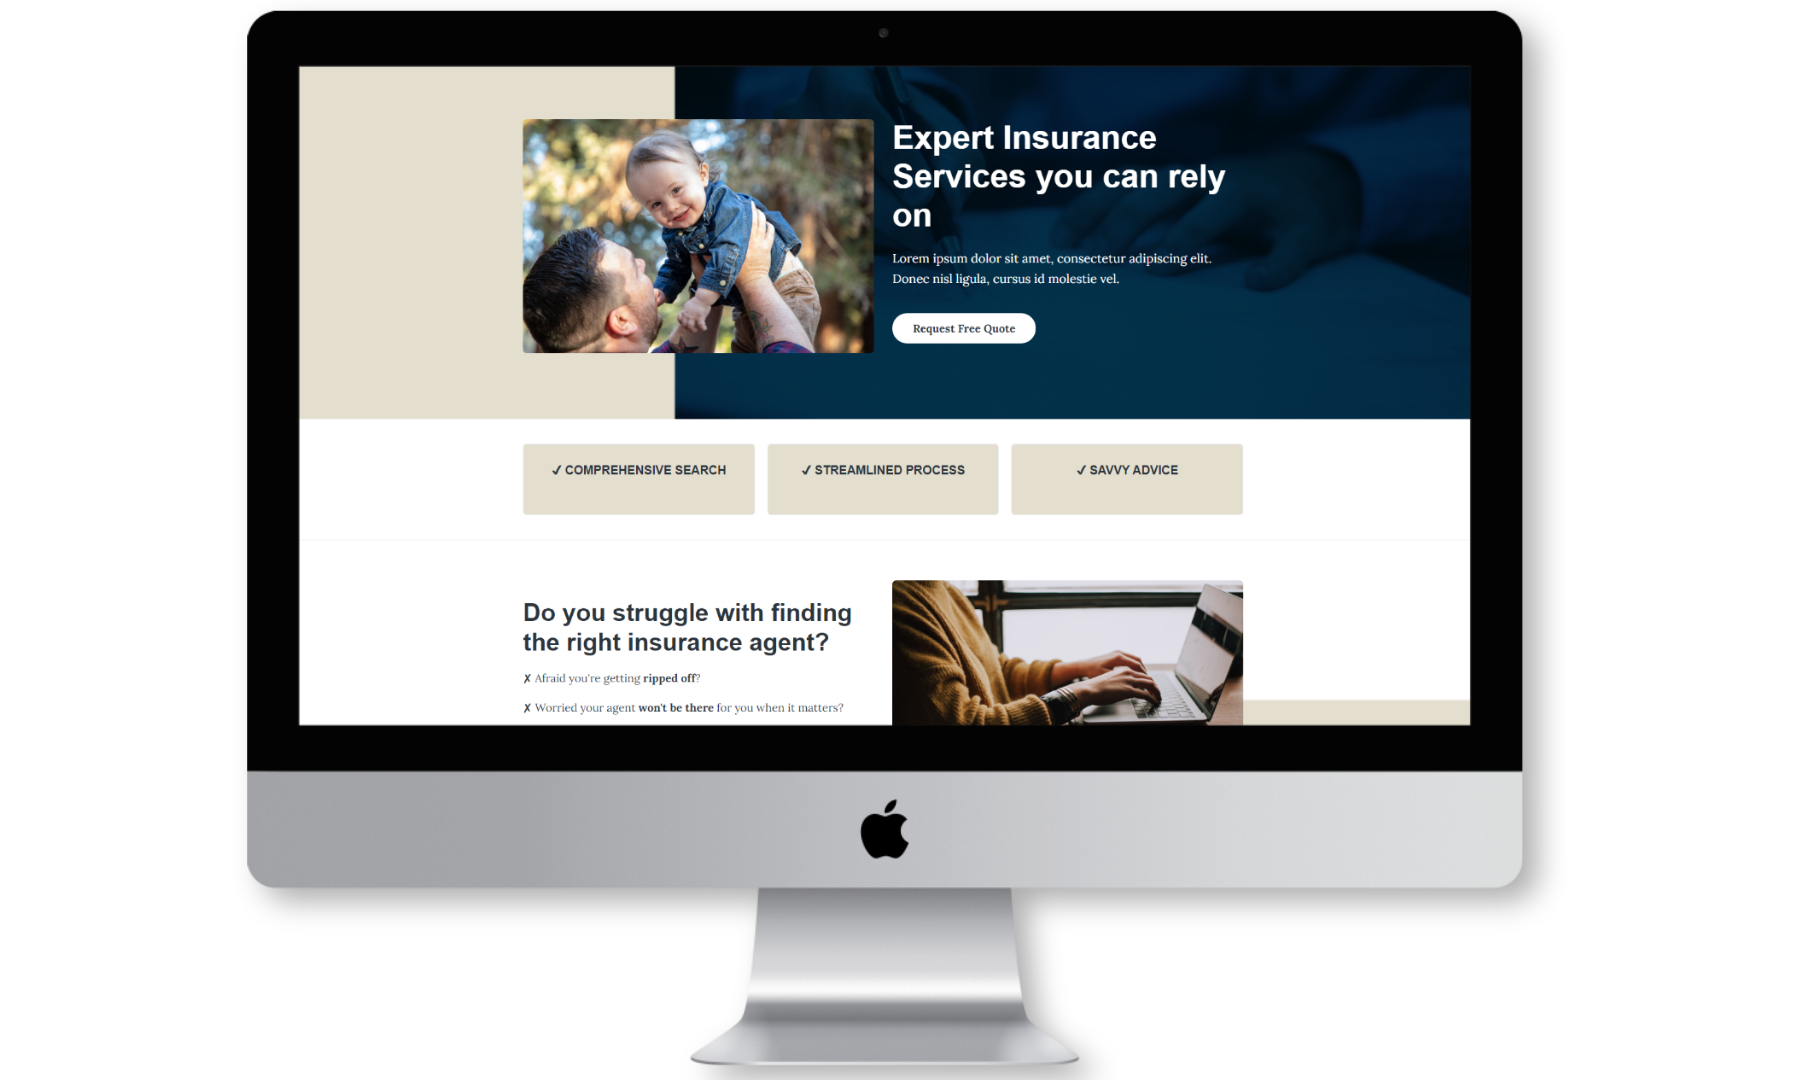 Expert Insurance
Services you can rely
on
Lorem ipsum dolor sit amet, consectetur adipiscing elit.
Donec nisl ligula, cursus id molestie vel.
Request Free Quote
✓ COMPREHENSIVE SEARCH
✓ STREAMLINED PROCESS
✓ SAVVY ADVICE
Do you struggle with finding
the right insurance agent?
✗ Afraid you're getting ripped off?
✗ Worried your agent won't be there for you when it matters?